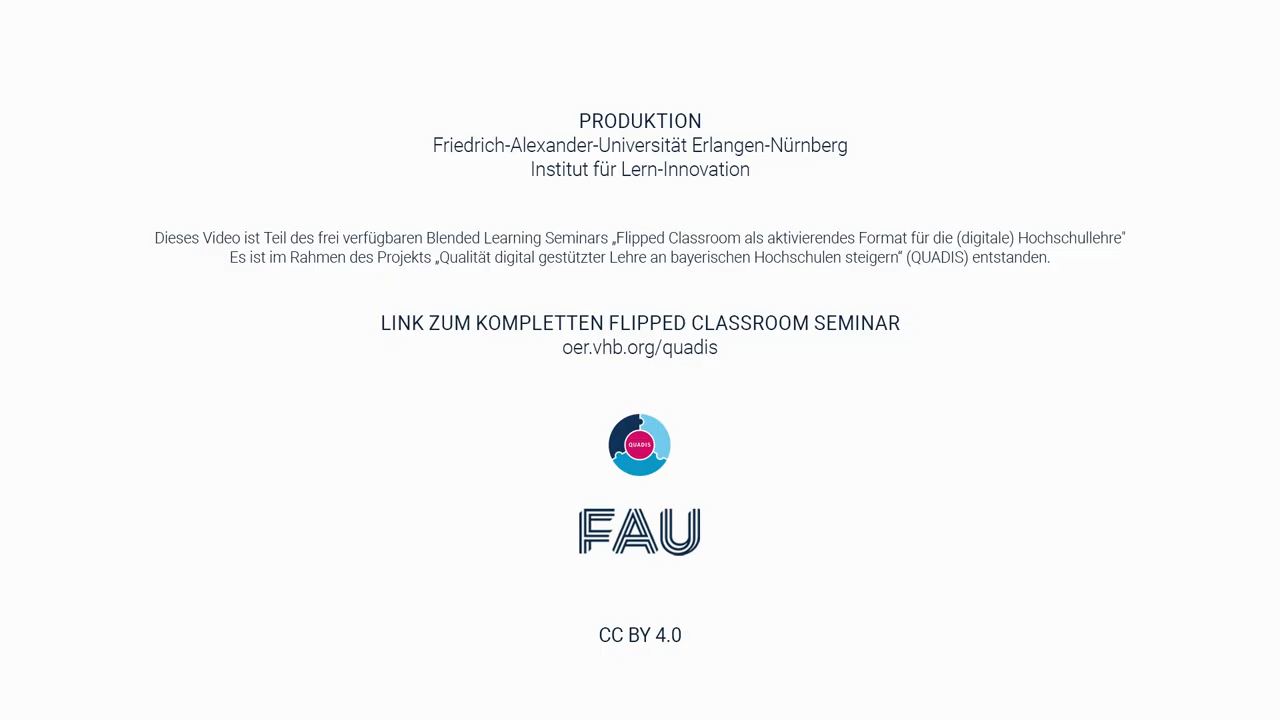 PRODUKTION
Friedrich-Alexander-Universität Erlangen-Nürnberg
Institut für Lern-Innovation
Dieses Video ist Teil des frei verfügbaren Blended Learning Seminars „Flipped Classroom als aktivierendes Format für die (digitale) Hochschullehre"
Es ist im Rahmen des Projekts „Qualität digital gestützter Lehre an bayerischen Hochschulen steigern“ (QUADIS) entstanden.
LINK ZUM KOMPLETTEN FLIPPED CLASSROOM SEMINAR
oer.vhb.org/quadis
QUADIS
FAU
CC BY 4.0